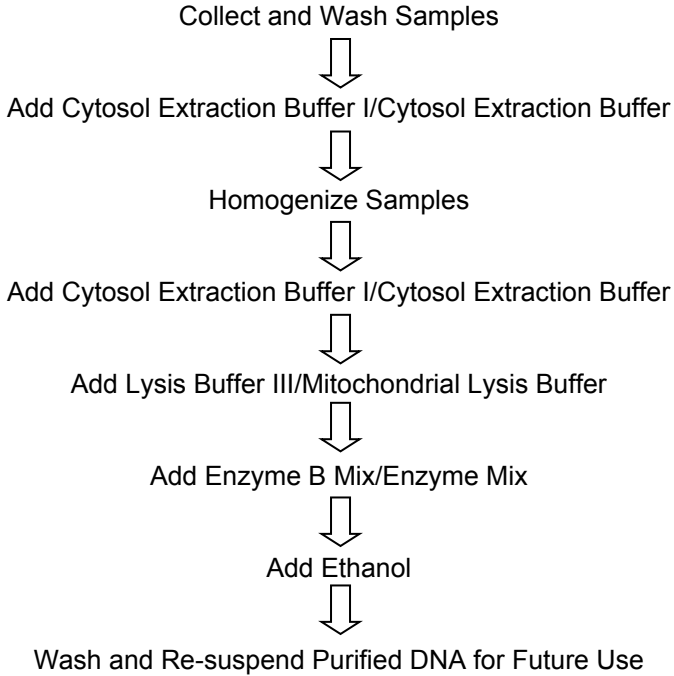 Collect and Wash Samples
Add Cytosol Extraction Buffer I/Cytosol Extraction Buffer
Homogenize Samples
Add Cytosol Extraction Buffer I/Cytosol Extraction Buffer
Add Lysis Buffer III/Mitochondrial Lysis Buffer
Add Enzyme B Mix/Enzyme Mix
Add Ethanol
Wash and Re-suspend Purified DNA for Future Use